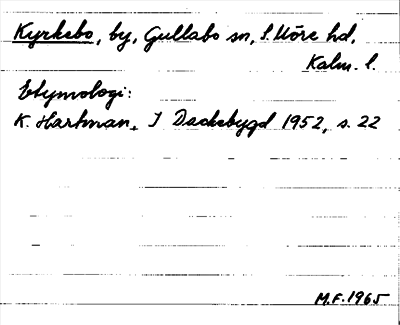 Kyrkebo, by, Gullabo sn, S. Möre hd,
Kalm. l.
Etymologi:
K. Hartman, I Dackebygd 1952, s. 22
M.F. 1965